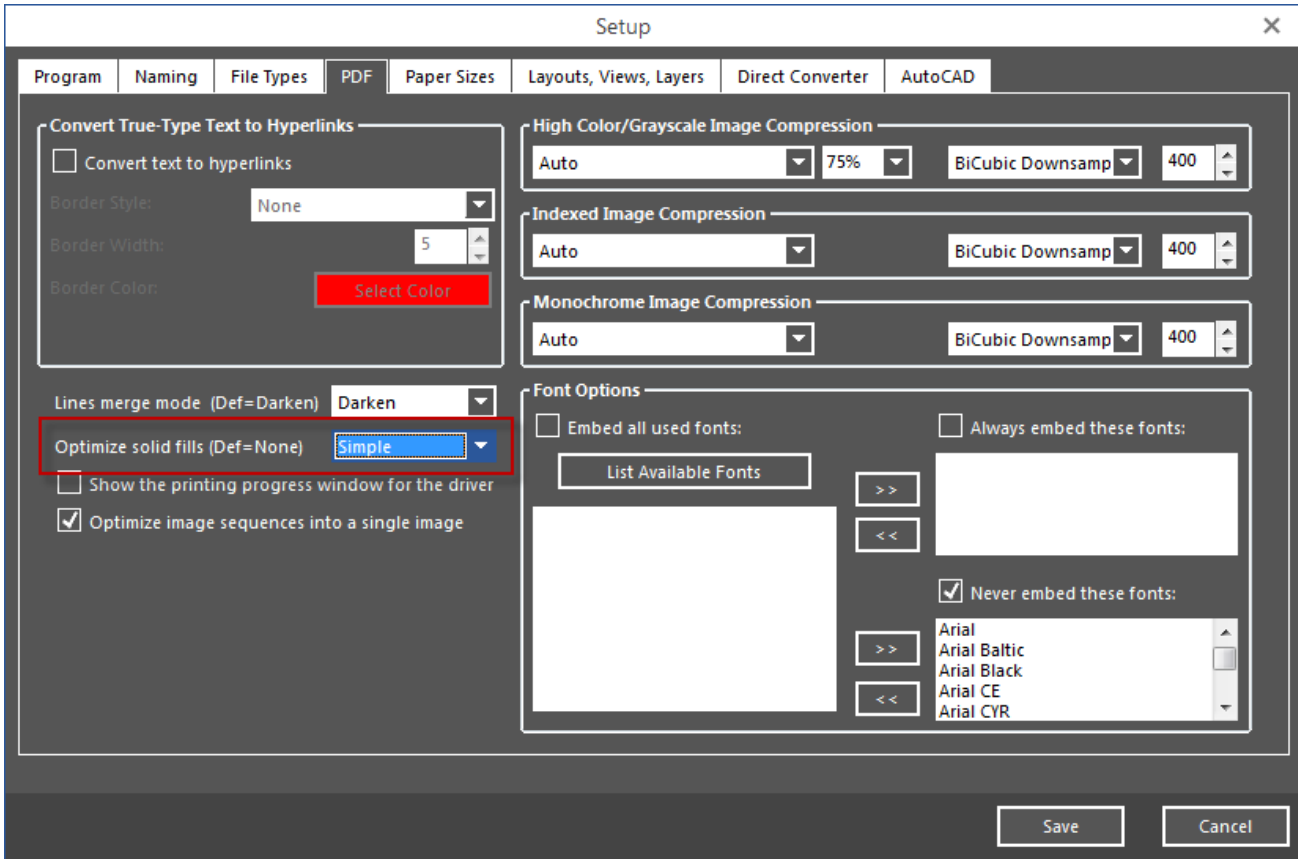 Setup
Program Naming File Types PDF Paper Sizes Layouts, Views, Layers Direct Converter AutoCAD
Convert True-Type Text to Hyperlinks
Convert text to hyperlinks
Border Style: None
Border Width: 5
Border Color: Select Color
Lines merge mode (Def=Darken) Darken
Optimize solid fills (Def=None) Simple
Show the printing progress window for the driver
Optimize image sequences into a single image
High Color/Grayscale Image Compression
Auto 75% BiCubic Downsamp 400
Indexed Image Compression
Auto BiCubic Downsamp 400
Monochrome Image Compression
Auto BiCubic Downsamp 400
Font Options
Embed all used fonts:
List Available Fonts
>>
<<
Always embed these fonts:
Never embed these fonts:
>>
<<
Arial
Arial Baltic
Arial Black
Arial CE
Arial CYR
Save Cancel